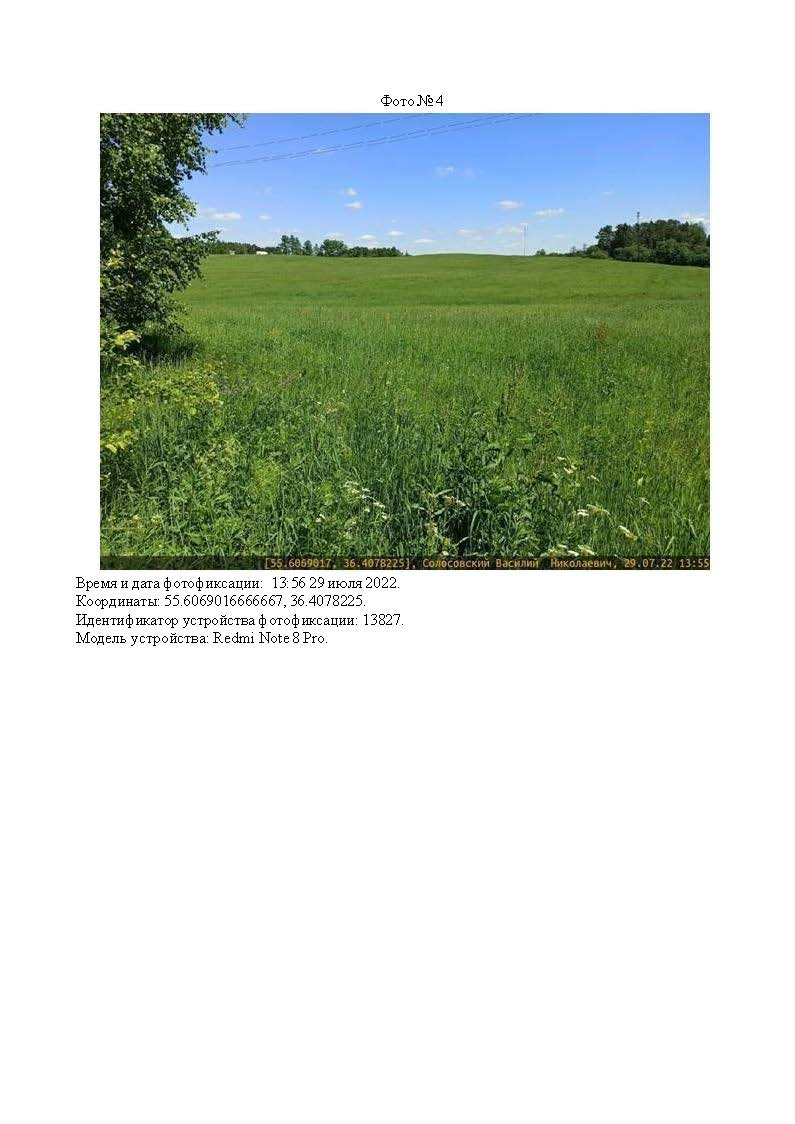 Фото № 4
[55.6069017, 36.4078225], Солосовский Василий Николаевич, 29.07.22 13:55
Время и дата фотофиксации: 13:56 29 июля 2022.
Координаты: 55.6069016666667, 36.4078225.
Идентификатор устройства фотофиксации: 13827.
Модель устройства: Redmi Note 8 Pro.